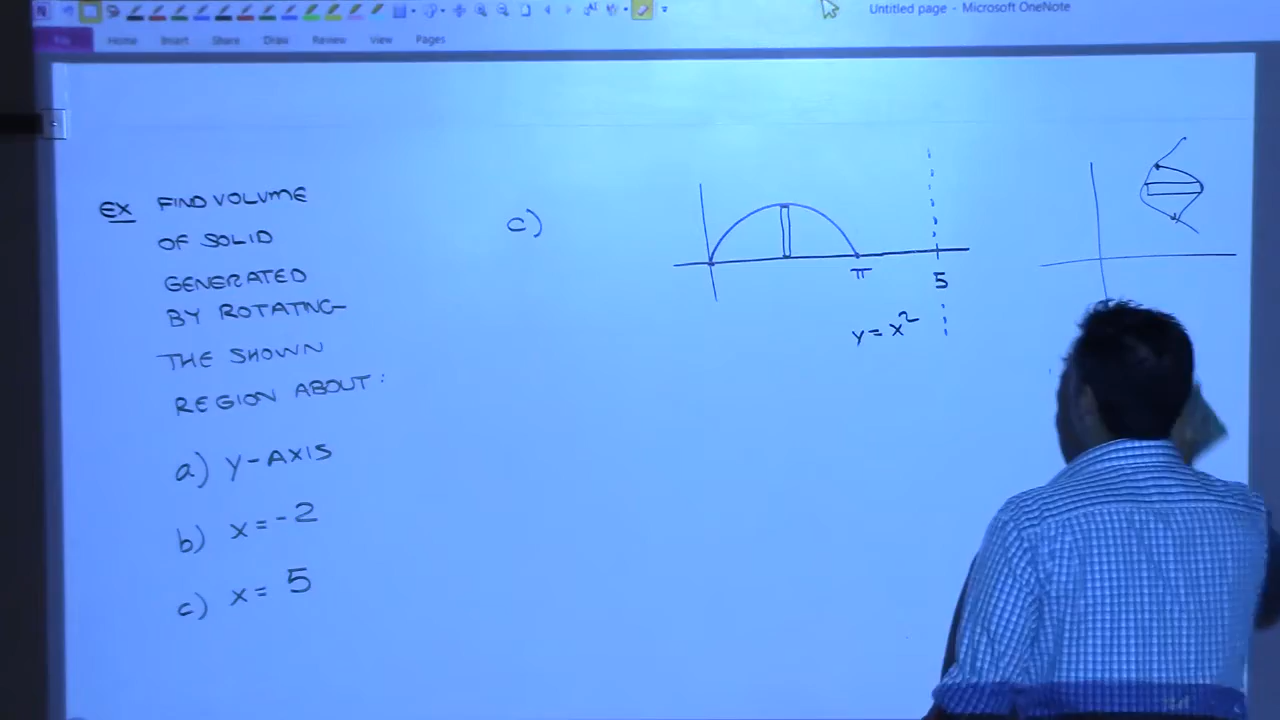 Untitled page - Microsoft OneNote
File Home Insert Share Draw Review View Pages
EX FIND VOLUME
OF SOLID
GENERATED
BY ROTATING
THE SHOWN
REGION ABOUT:
a) y-AXIS
b) x=-2
c) x= 5
c)
π
5
y=x²